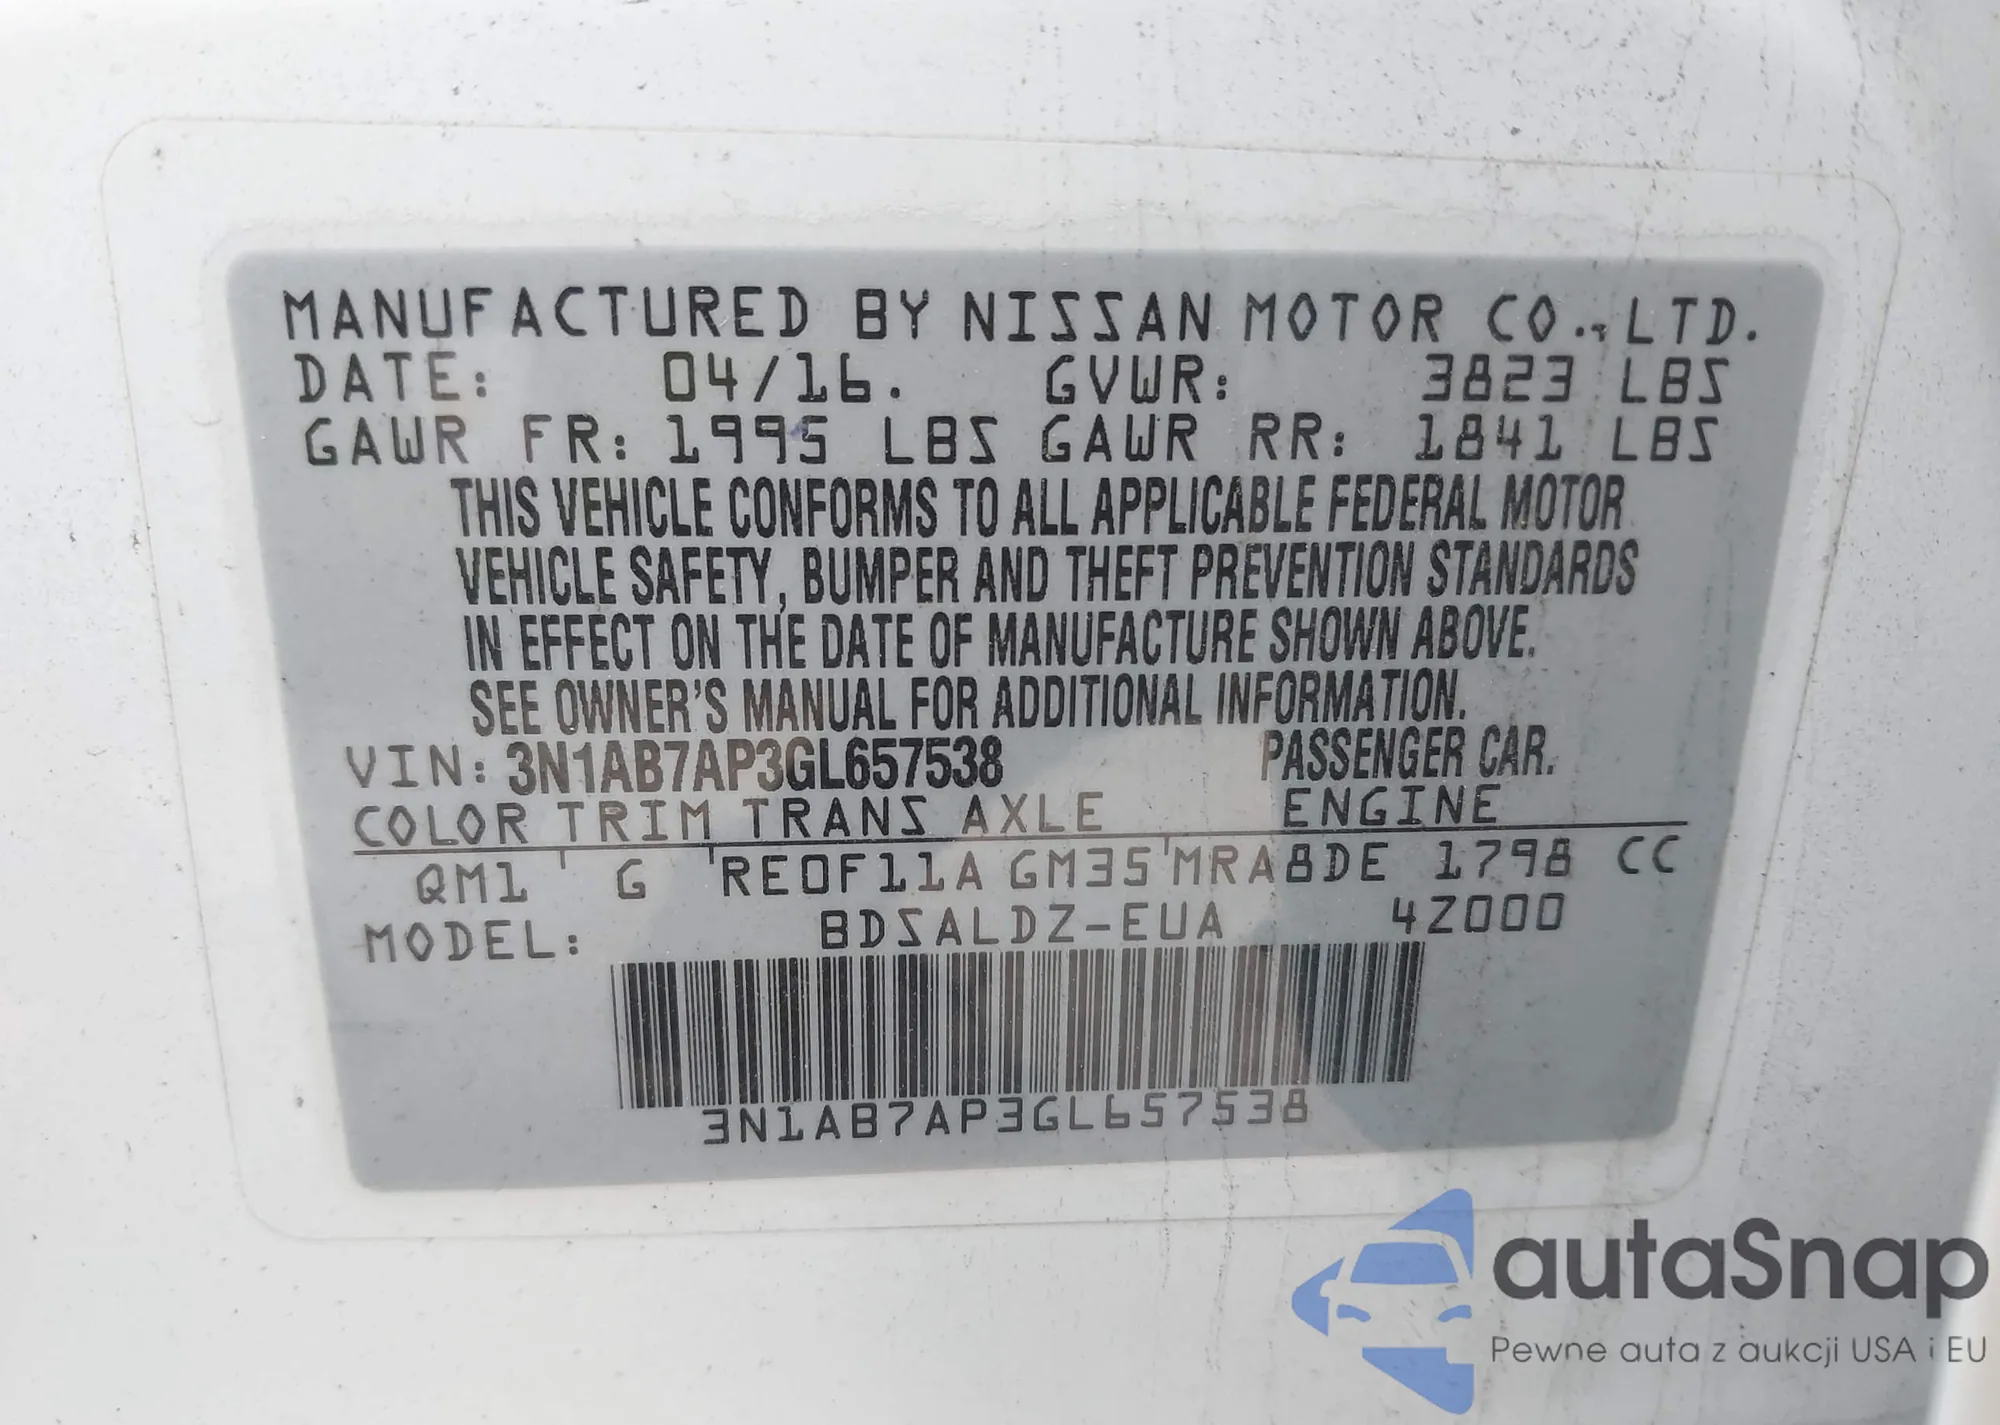 MANUFACTURED BY NISSAN MOTOR CO., LTD.
DATE: 04/16. GVWR: 3823 LBS
GAWR FR: 1995 LBS GAWR RR: 1841 LBS
THIS VEHICLE CONFORMS TO ALL APPLICABLE FEDERAL MOTOR
VEHICLE SAFETY, BUMPER AND THEFT PREVENTION STANDARDS
IN EFFECT ON THE DATE OF MANUFACTURE SHOWN ABOVE.
SEE OWNER'S MANUAL FOR ADDITIONAL INFORMATION.
VIN: 3N1AB7AP3GL657538 PASSENGER CAR.
COLOR TRIM TRANS AXLE ENGINE
QM1 G RE0F11A GM35 MRA8DE 1798 CC
MODEL: BDSALDZ-EUA 4Z000
3N1AB7AP3GL657538
autoSnap
Pewne auta z aukcji USA i EU